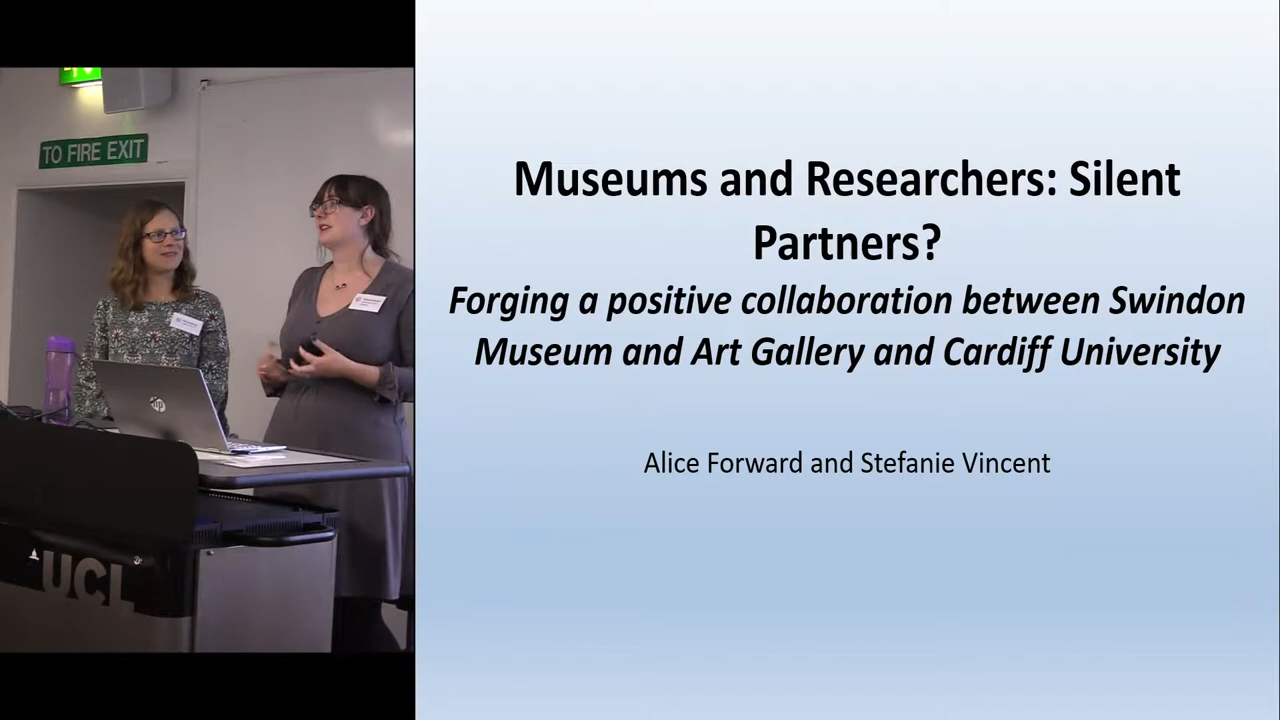 TO FIRE EXIT
hp
UCL
Museums and Researchers: Silent
Partners?
Forging a positive collaboration between Swindon
Museum and Art Gallery and Cardiff University
Alice Forward and Stefanie Vincent